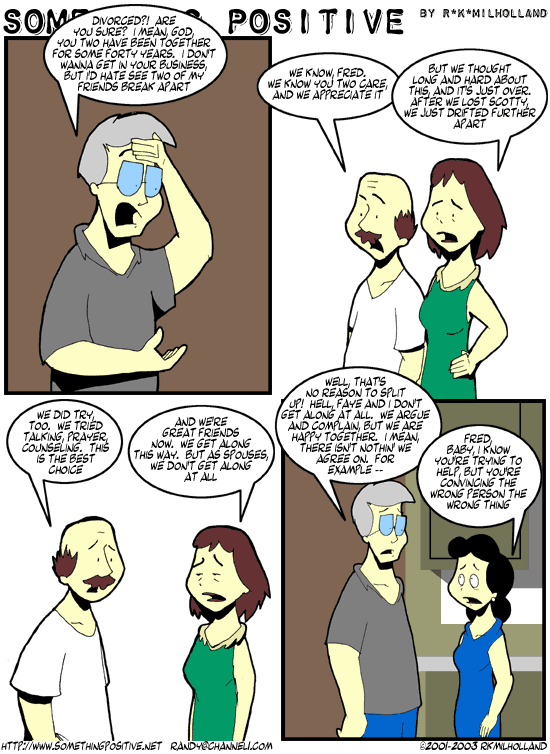 SOM POSITIVE BY R*K*MILHOLLAND
DIVORCED?! ARE
YOU SURE? I MEAN, GOD,
YOU TWO HAVE BEEN TOGETHER
FOR SOME FORTY YEARS. I DON'T
WANNA GET IN YOUR BUSINESS,
BUT I'D HATE SEE TWO OF MY
FRIENDS BREAK APART
WE KNOW, FRED.
WE KNOW YOU TWO CARE,
AND WE APPRECIATE IT
BUT WE THOUGHT
LONG AND HARD ABOUT
THIS, AND IT'S JUST OVER.
AFTER WE LOST SCOTTY,
WE JUST DRIFTED FURTHER
APART
WE DID TRY,
TOO. WE TRIED
TALKING, PRAYER,
COUNSELING. THIS
IS THE BEST
CHOICE
AND WE'RE
GREAT FRIENDS
NOW. WE GET ALONG
THIS WAY. BUT AS SPOUSES,
WE DON'T GET ALONG
AT ALL
WELL, THAT'S
NO REASON TO SPLIT
UP! HELL, FAYE AND I DON'T
GET ALONG AT ALL. WE ARGUE
AND COMPLAIN, BUT WE ARE
HAPPY TOGETHER. I MEAN,
THERE ISN'T NOTHIN' WE
AGREE ON. FOR
EXAMPLE --
FRED,
BABY, I KNOW
YOU'RE TRYING TO
HELP, BUT YOU'RE
CONVINCING THE
WRONG PERSON THE
WRONG THING
HTTP://WWW.SOMETHINGPOSITIVE.NET RANDY@CHANNEL1.COM ©2001-2003 RKMILHOLLAND